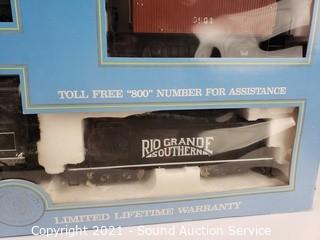 TOLL FREE "800" NUMBER FOR ASSISTANCE
RIO GRANDE
SOUTHERN
LIMITED LIFETIME WARRANTY
Copyright 2021 - Sound Auction Service